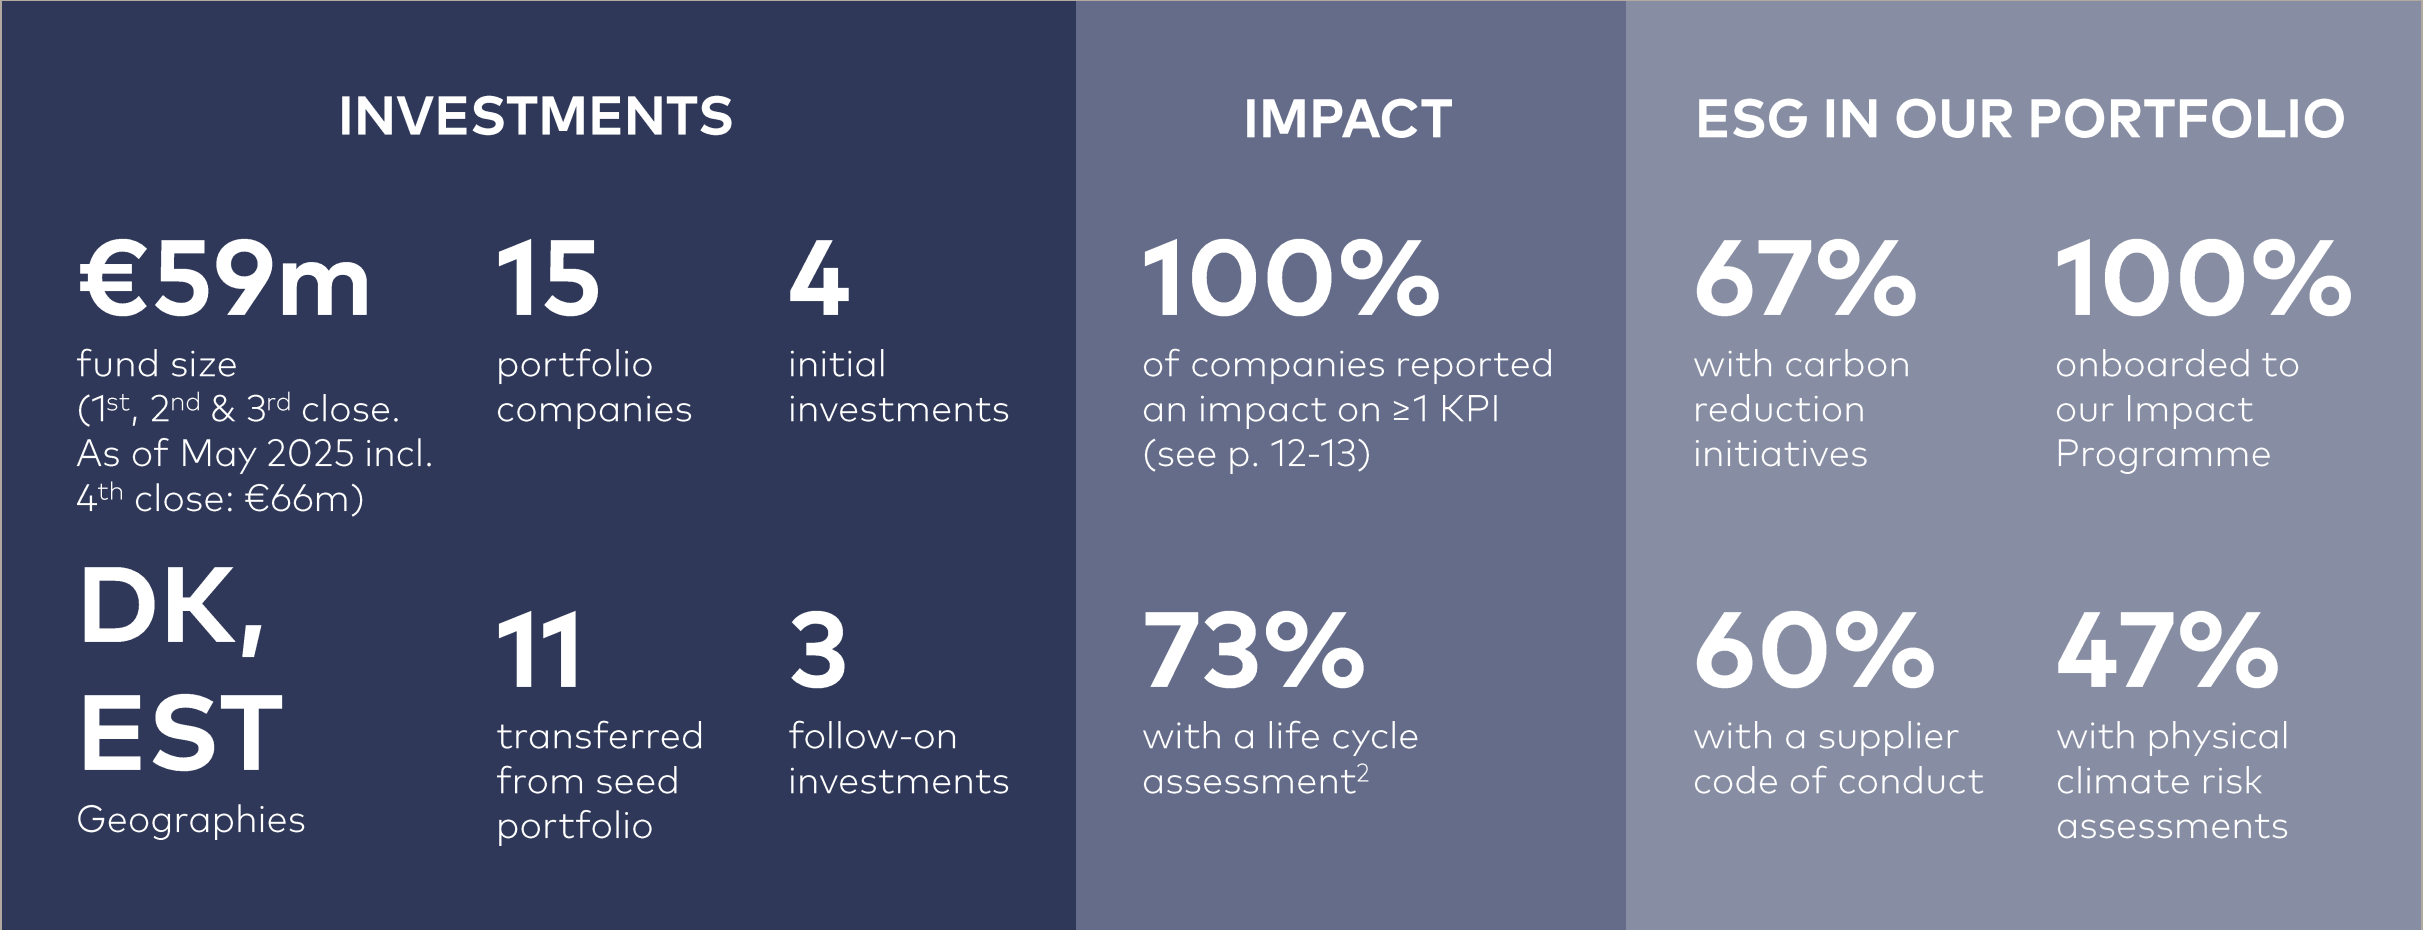 INVESTMENTS
€59m
fund size
(1st, 2nd & 3rd close.
As of May 2025 incl.
4th close: €66m)
15
portfolio
companies
4
initial
investments
DK,
EST
Geographies
11
transferred
from seed
portfolio
3
follow-on
investments
IMPACT
100%
of companies reported
an impact on ≥1 KPI
(see p. 12-13)
73%
with a life cycle
assessment2
ESG IN OUR PORTFOLIO
67%
with carbon
reduction
initiatives
100%
onboarded to
our Impact
Programme
60%
with a supplier
code of conduct
47%
with physical
climate risk
assessments